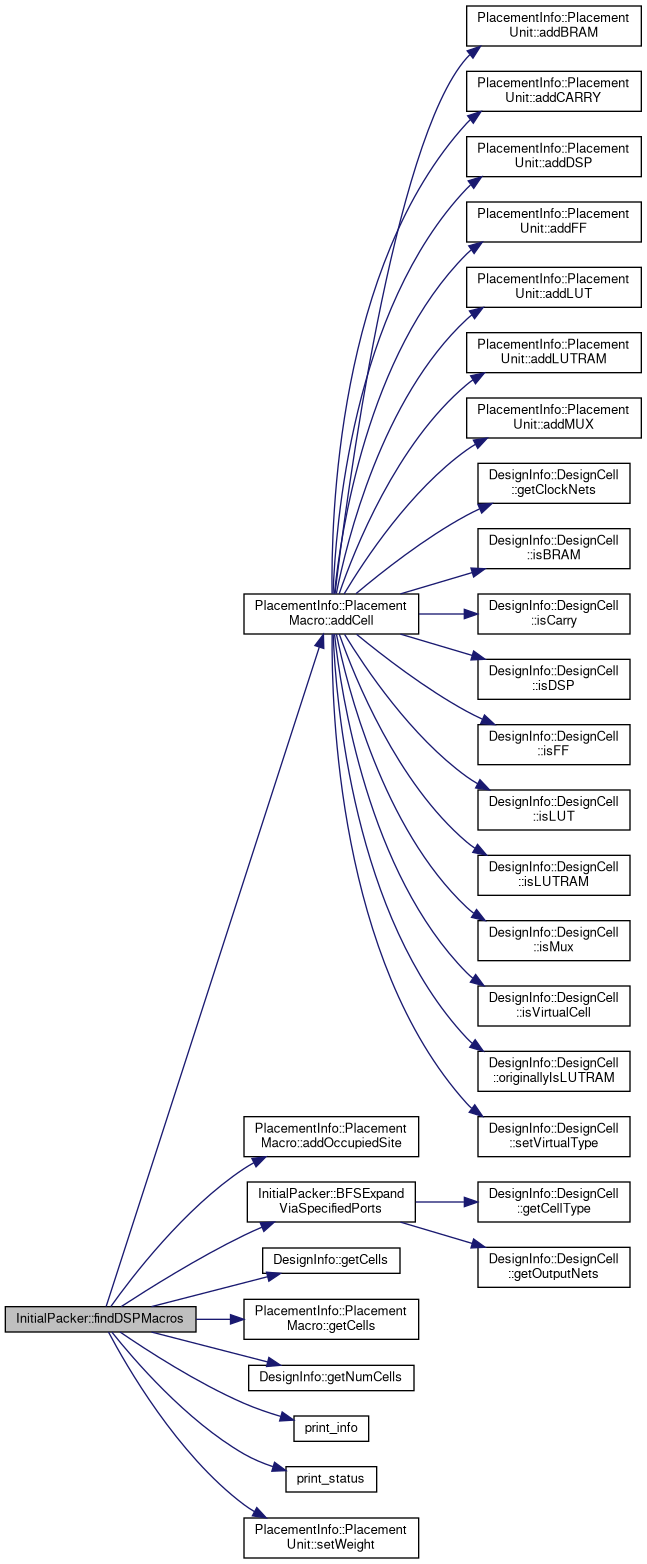 PlacementInfo::Placement
Unit::addBRAM
PlacementInfo::Placement
Unit::addCARRY
PlacementInfo::Placement
Unit::addDSP
PlacementInfo::Placement
Unit::addFF
PlacementInfo::Placement
Unit::addLUT
PlacementInfo::Placement
Unit::addLUTRAM
PlacementInfo::Placement
Unit::addMUX
DesignInfo::DesignCell
::getClockNets
DesignInfo::DesignCell
::isBRAM
PlacementInfo::Placement
Macro::addCell
DesignInfo::DesignCell
::isCarry
DesignInfo::DesignCell
::isDSP
DesignInfo::DesignCell
::isFF
DesignInfo::DesignCell
::isLUT
DesignInfo::DesignCell
::isLUTRAM
DesignInfo::DesignCell
::isMux
DesignInfo::DesignCell
::isVirtualCell
DesignInfo::DesignCell
::originallyIsLUTRAM
PlacementInfo::Placement
Macro::addOccupiedSite
DesignInfo::DesignCell
::setVirtualType
InitialPacker::BFSExpand
ViaSpecifiedPorts
DesignInfo::DesignCell
::getCellType
DesignInfo::getCells
DesignInfo::DesignCell
::getOutputNets
InitialPacker::findDSPMacros
PlacementInfo::Placement
Macro::getCells
DesignInfo::getNumCells
print_info
print_status
PlacementInfo::Placement
Unit::setWeight